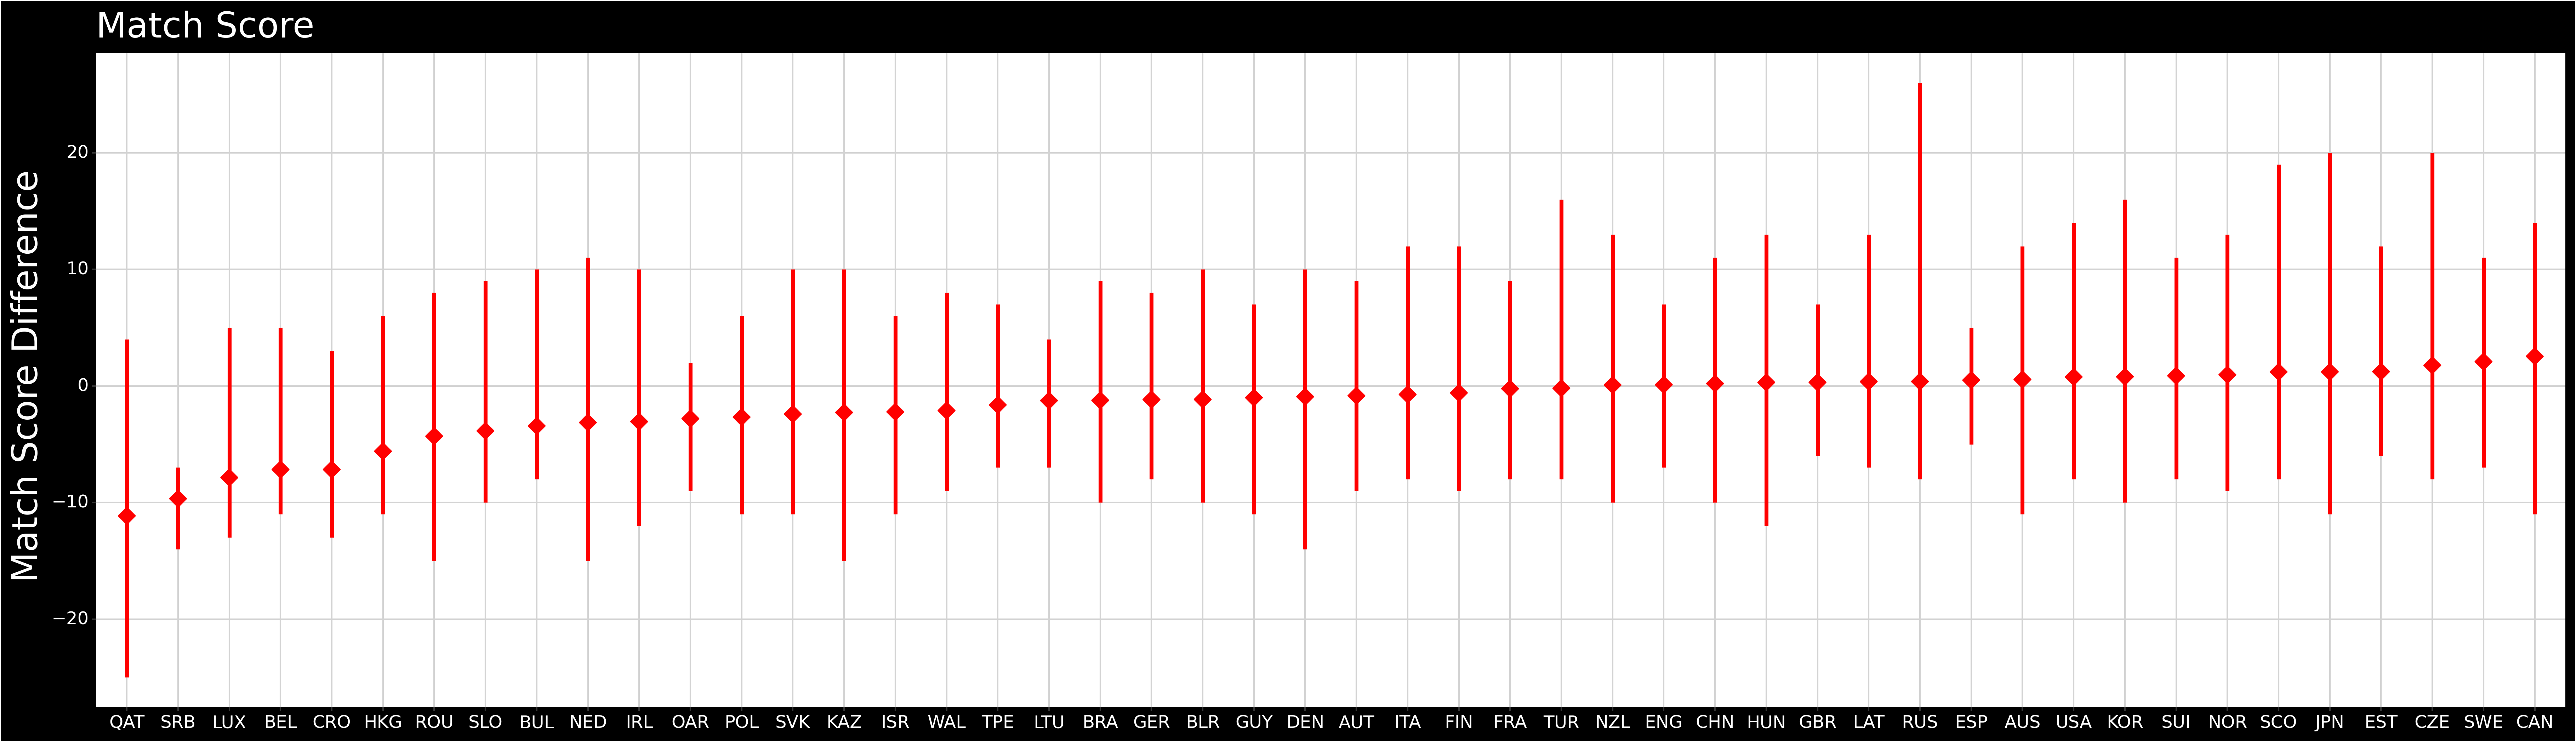 Match Score
Match Score Difference
20
10
0
−10
−20
QAT SRB LUX BEL CRO HKG ROU SLO BUL NED IRL OAR POL SVK KAZ ISR WAL TPE LTU BRA GER BLR GUY DEN AUT ITA FIN FRA TUR NZL ENG CHN HUN GBR LAT RUS ESP AUS USA KOR SUI NOR SCO JPN EST CZE SWE CAN